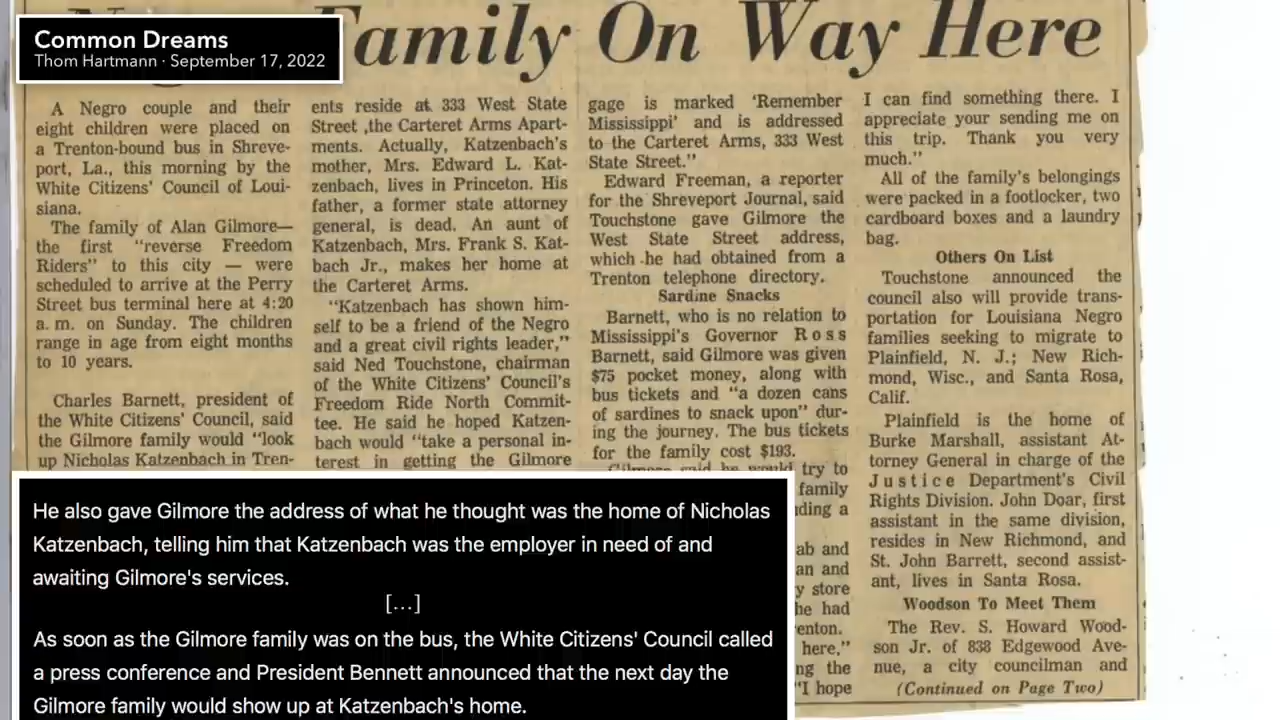 Family On Way Here
Common Dreams
Thom Hartmann · September 17, 2022
A Negro couple and their
eight children were placed on
a Trenton-bound bus in Shreve-
port, La., this morning by the
White Citizens' Council of Loui-
siana.
The family of Alan Gilmore—
the first "reverse Freedom
Riders" to this city — were
scheduled to arrive at the Perry
Street bus terminal here at 4:20
a. m. on Sunday. The children
range in age from eight months
to 10 years.
Charles Barnett, president of
the White Citizens' Council, said
the Gilmore family would "look
up Nicholas Katzenbach in Tren-
ents reside at 333 West State
Street ,the Carteret Arms Apart-
ments. Actually, Katzenbach's
mother, Mrs. Edward L. Kat-
zenbach, lives in Princeton. His
father, a former state attorney
general, is dead. An aunt of
Katzenbach, Mrs. Frank S. Kat-
bach Jr., makes her home at
the Carteret Arms.
"Katzenbach has shown him-
self to be a friend of the Negro
and a great civil rights leader,"
said Ned Touchstone, chairman
of the White Citizens' Council's
Freedom Ride North Commit-
tee. He said he hoped Katzen-
bach would "take a personal in-
terest in getting the Gilmore
gage is marked 'Remember
Mississippi' and is addressed
to the Carteret Arms, 333 West
State Street."
Edward Freeman, a reporter
for the Shreveport Journal, said
Touchstone gave Gilmore the
West State Street address,
which he had obtained from a
Trenton telephone directory.
Sardine Snacks
Barnett, who is no relation to
Mississippi's Governor Ross
Barnett, said Gilmore was given
$75 pocket money, along with
bus tickets and "a dozen cans
of sardines to snack upon" dur-
ing the journey. The bus tickets
for the family cost $193.
Gilmore said he would try to
family
ab and
an and
store
he had
here,"
the
"I hope
I can find something there. I
appreciate your sending me on
this trip. Thank you very
much."
All of the family's belongings
were packed in a footlocker, two
cardboard boxes and a laundry
bag.
Others On List
Touchstone announced the
council also will provide trans-
portation for Louisiana Negro
families seeking to migrate to
Plainfield, N. J.; New Rich-
mond, Wisc., and Santa Rosa,
Calif.
Plainfield is the home of
Burke Marshall, assistant At-
torney General in charge of the
Justice Department's Civil
Rights Division. John Doar, first
assistant in the same division,
resides in New Richmond, and
St. John Barrett, second assist-
ant, lives in Santa Rosa.
Woodson To Meet Them
The Rev. S. Howard Wood-
son Jr. of 838 Edgewood Ave-
nue, a city councilman and
(Continued on Page Two)
He also gave Gilmore the address of what he thought was the home of Nicholas
Katzenbach, telling him that Katzenbach was the employer in need of and
awaiting Gilmore's services.
[...]
As soon as the Gilmore family was on the bus, the White Citizens' Council called
a press conference and President Bennett announced that the next day the
Gilmore family would show up at Katzenbach's home.